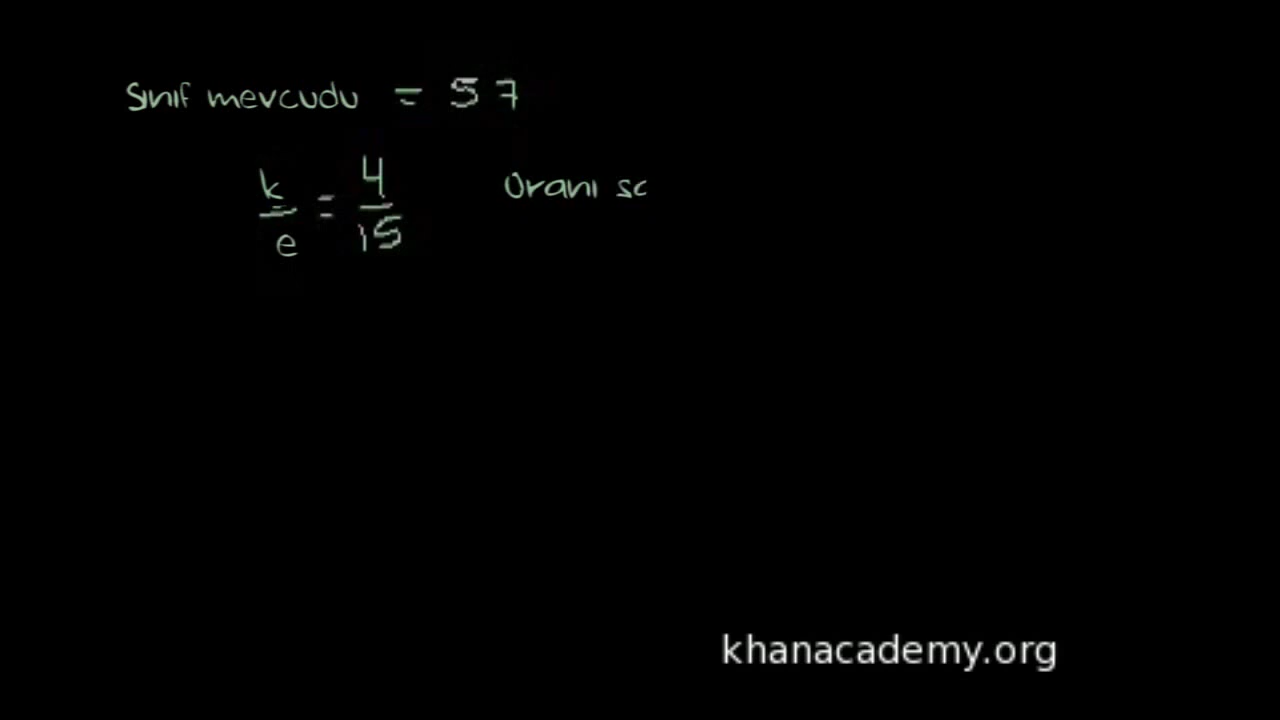 Sınıf mevcudu = 57
k/e = 4/15 Oranı sc
khanacademy.org